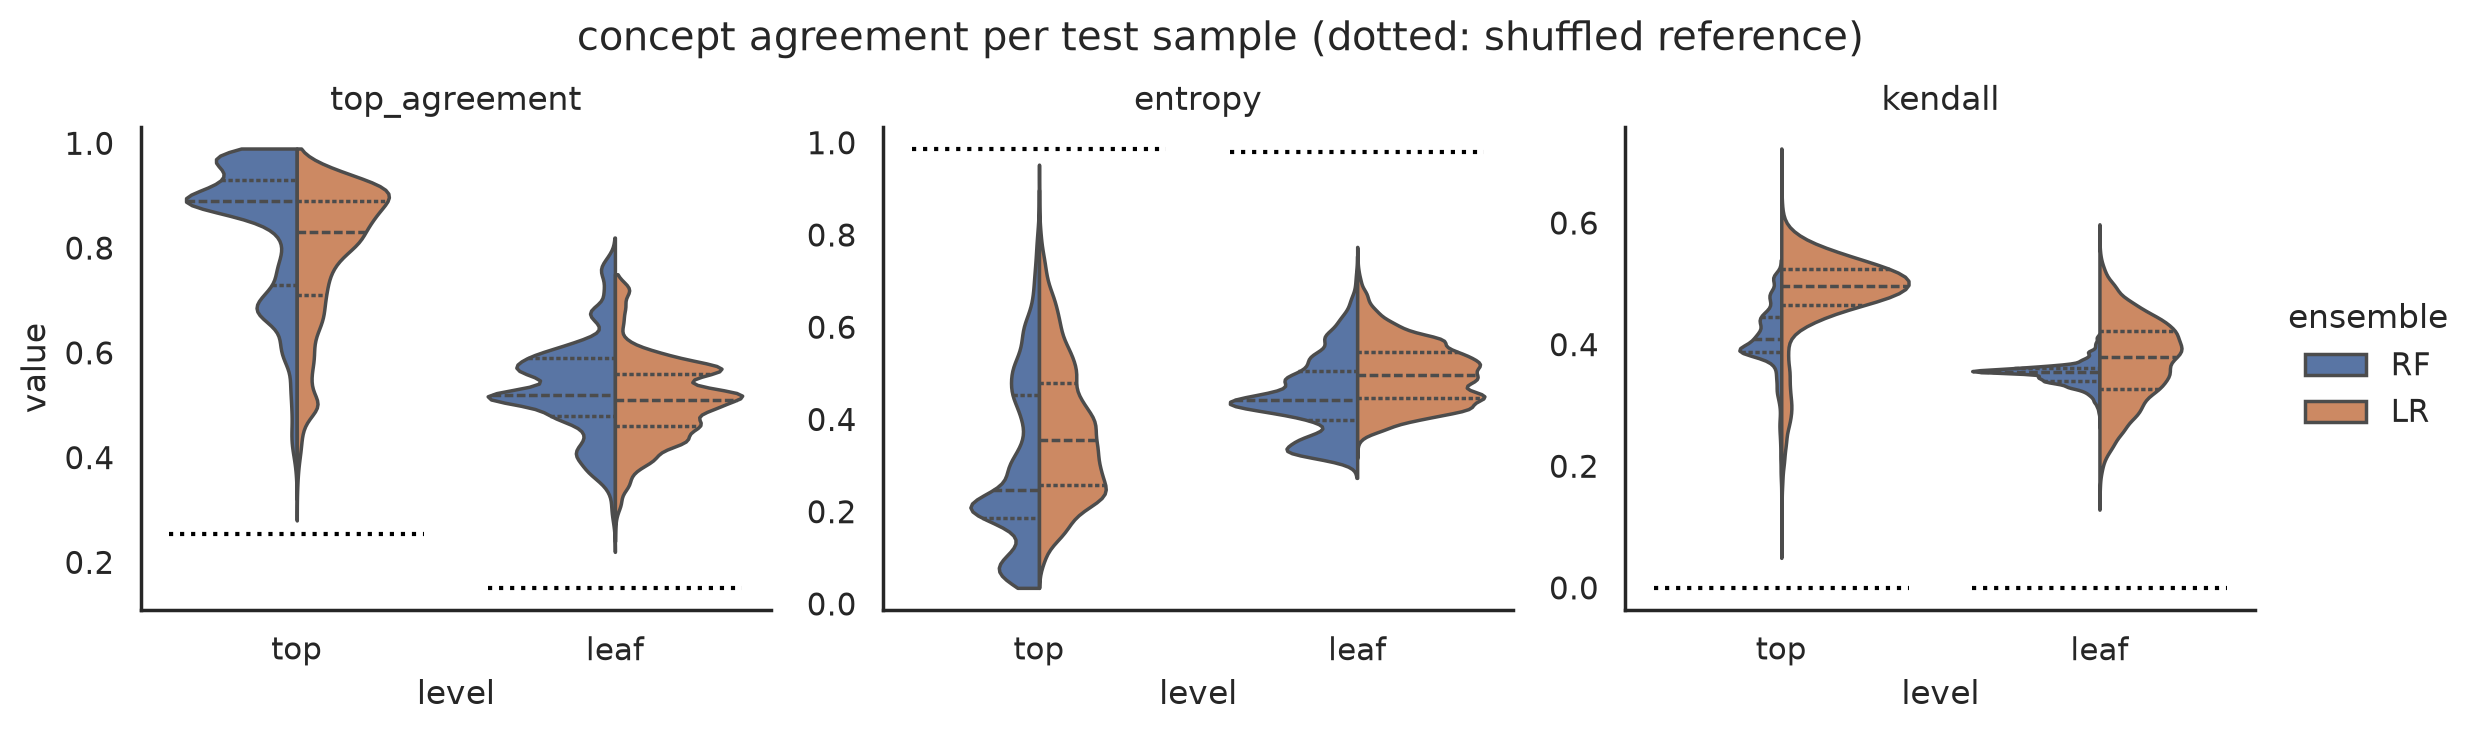 concept agreement per test sample (dotted: shuffled reference)
top_agreement
entropy
kendall
value
1.0
0.8
0.6
0.4
0.2
1.0
0.8
0.6
0.4
0.2
0.0
0.6
0.4
0.2
0.0
top
leaf
top
leaf
top
leaf
level
level
level
ensemble
RF
LR